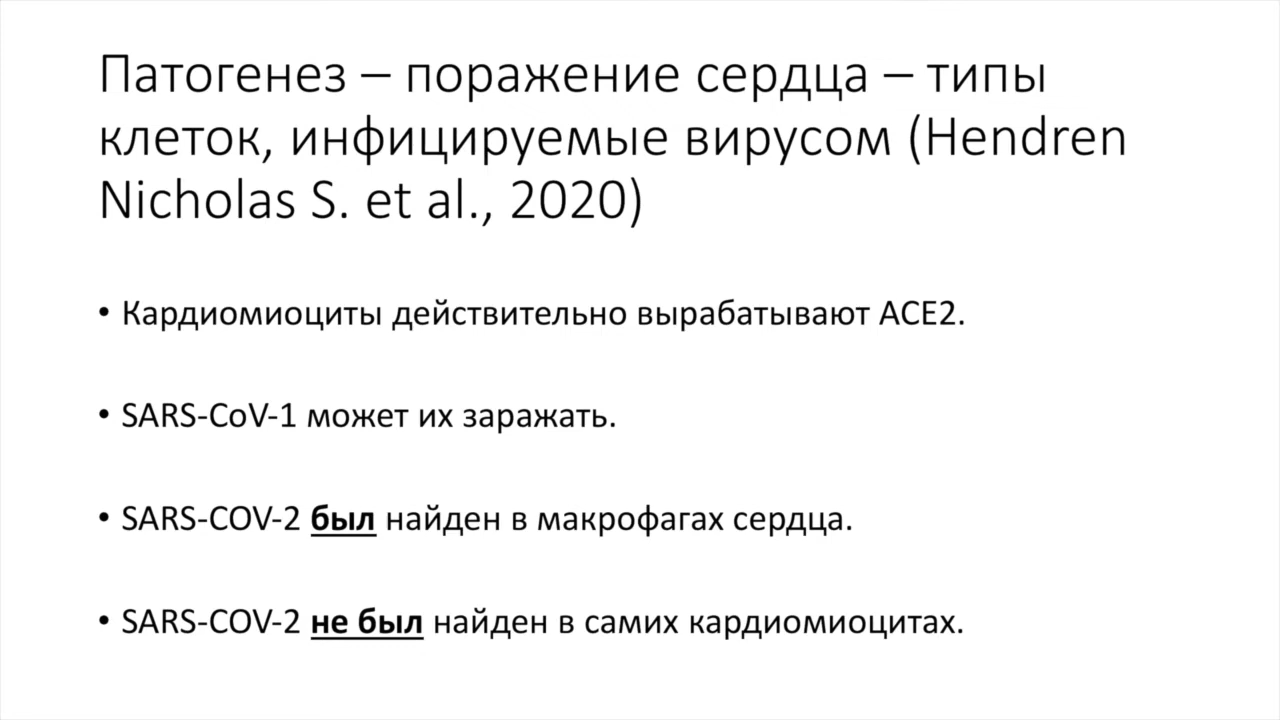 Патогенез – поражение сердца – типы
клеток, инфицируемые вирусом (Hendren
Nicholas S. et al., 2020)
• Кардиомиоциты действительно вырабатывают ACE2.
• SARS-CoV-1 может их заражать.
• SARS-COV-2 был найден в макрофагах сердца.
• SARS-COV-2 не был найден в самих кардиомиоцитах.